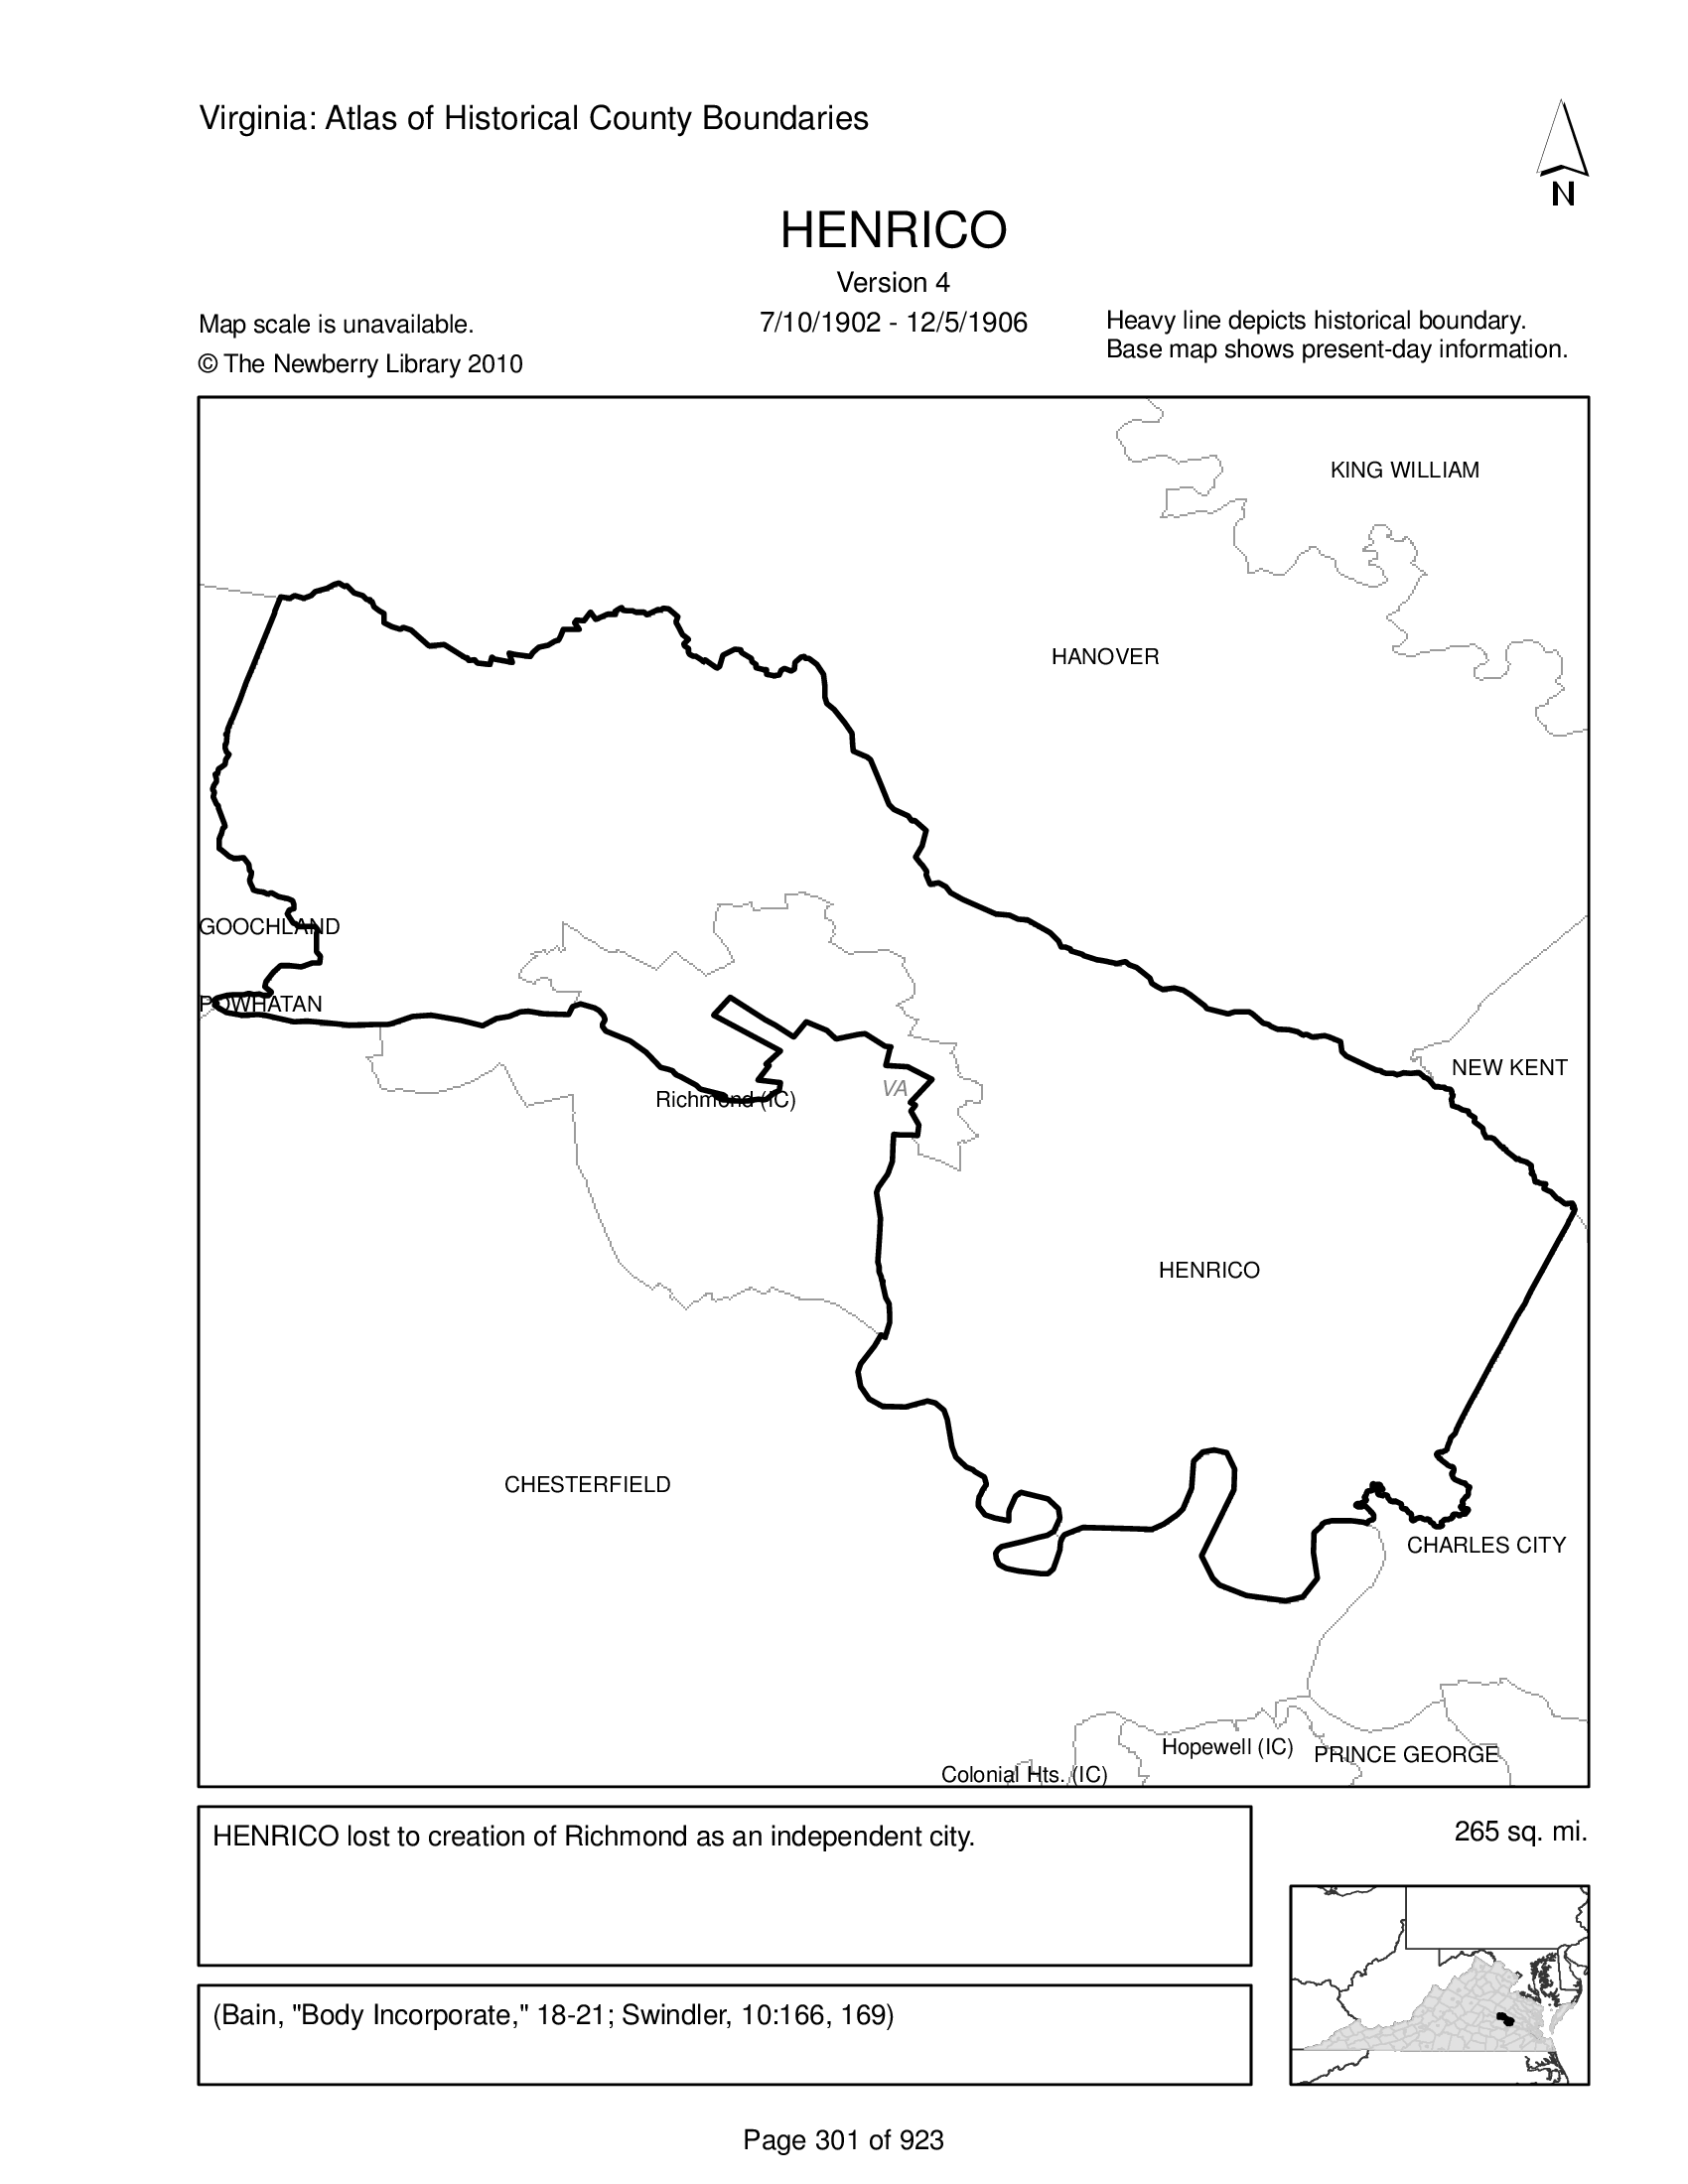 Virginia: Atlas of Historical County Boundaries
N
HENRICO
Version 4
7/10/1902 - 12/5/1906
Map scale is unavailable.
© The Newberry Library 2010
Heavy line depicts historical boundary.
Base map shows present-day information.
KING WILLIAM
HANOVER
GOOCHLAND
POWHATAN
NEW KENT
VA
Richmond (IC)
HENRICO
CHESTERFIELD
CHARLES CITY
Hopewell (IC)
PRINCE GEORGE
Colonial Hts. (IC)
HENRICO lost to creation of Richmond as an independent city.
265 sq. mi.
(Bain, "Body Incorporate," 18-21; Swindler, 10:166, 169)
Page 301 of 923